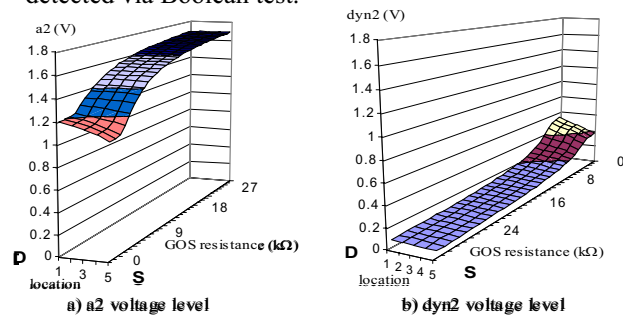 detected via Boolean test.
a2 (V)
1.8
1.6
1.4
1.2
1
0.8
0.6
0.4
0.2
0
D
1
3
5
location
S
0
9
18
27
GOS resistance (kΩ)
a) a2 voltage level
dyn2 (V)
1.8
1.6
1.4
1.2
1
0.8
0.6
0.4
0.2
0
D
1 2 3 4 5
location
S
24
16
8
0
GOS resistance (kΩ)
b) dyn2 voltage level